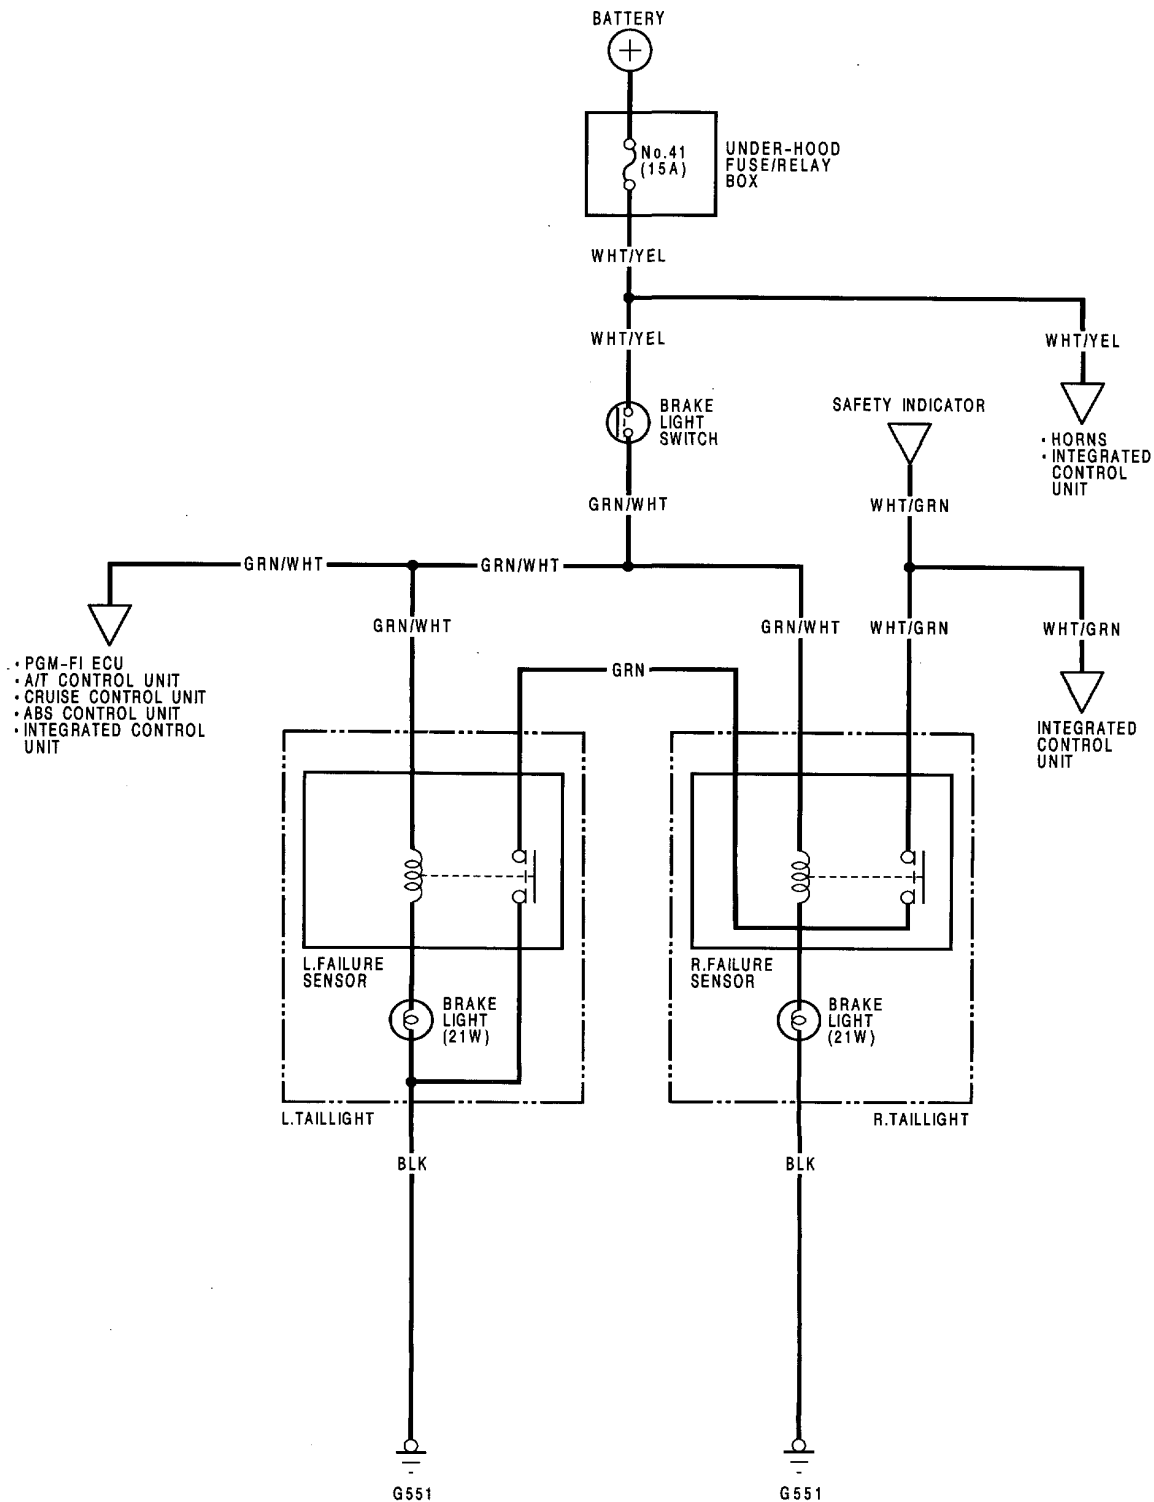 BATTERY
No.41
(15A)
UNDER-HOOD
FUSE/RELAY
BOX
WHT/YEL
WHT/YEL
WHT/YEL
BRAKE
LIGHT
SWITCH
SAFETY INDICATOR
· HORNS
· INTEGRATED
CONTROL
UNIT
GRN/WHT
WHT/GRN
GRN/WHT
GRN/WHT
GRN/WHT
GRN/WHT
WHT/GRN
WHT/GRN
· PGM-FI ECU
· A/T CONTROL UNIT
· CRUISE CONTROL UNIT
· ABS CONTROL UNIT
· INTEGRATED CONTROL
UNIT
GRN
INTEGRATED
CONTROL
UNIT
L.FAILURE
SENSOR
R.FAILURE
SENSOR
BRAKE
LIGHT
(21W)
BRAKE
LIGHT
(21W)
L.TAILLIGHT
R.TAILLIGHT
BLK
BLK
G551
G551